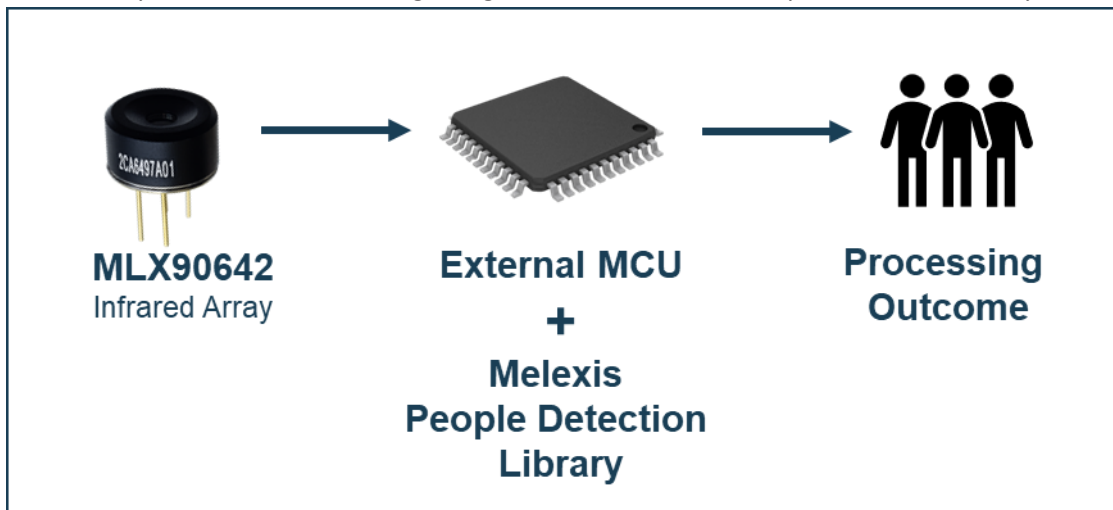 2CA6497A01
MLX90642
Infrared Array
External MCU
+
Melexis
People Detection
Library
Processing
Outcome